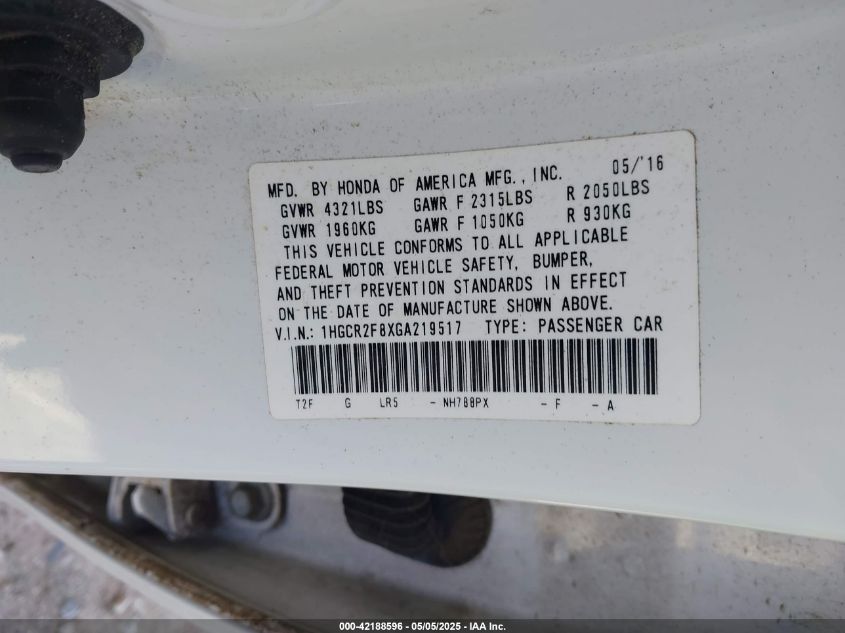 MFD. BY HONDA OF AMERICA MFG., INC. 05/'16
GVWR 4321LBS GAWR F 2315LBS R 2050LBS
GVWR 1960KG GAWR F 1050KG R 930KG
THIS VEHICLE CONFORMS TO ALL APPLICABLE
FEDERAL MOTOR VEHICLE SAFETY, BUMPER,
AND THEFT PREVENTION STANDARDS IN EFFECT
ON THE DATE OF MANUFACTURE SHOWN ABOVE.
V.I.N.: 1HGCR2F8XGA219517 TYPE: PASSENGER CAR
T2F G LR5 - NH788PX - F - A
000-42188596 - 05/05/2025 - IAA Inc.